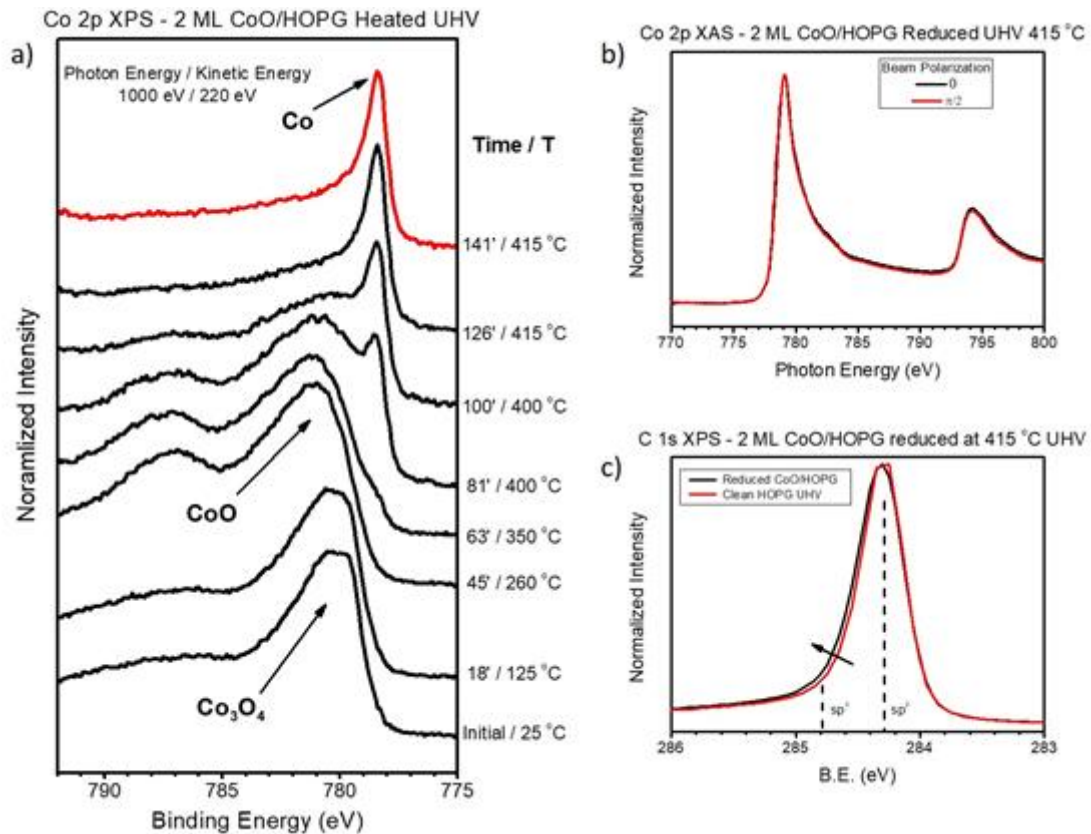 Co 2p XPS - 2 ML CoO/HOPG Heated UHV
a)
Photon Energy / Kinetic Energy
1000 eV / 220 eV
Co
Time / T
141' / 415 °C
126' / 415 °C
100' / 400 °C
81' / 400 °C
CoO
63' / 350 °C
45' / 260 °C
18' / 125 °C
Co₃O₄
Initial / 25 °C
Noramlized Intensity
790 785 780 775
Binding Energy (eV)
b)
Co 2p XAS - 2 ML CoO/HOPG Reduced UHV 415 °C
Beam Polarization
0
π/2
Normalized Intensity
770 775 780 785 790 795 800
Photon Energy (eV)
C 1s XPS - 2 ML CoO/HOPG reduced at 415 °C UHV
c)
Reduced CoO/HOPG
Clean HOPG UHV
Normalized Intensity
286 285 284 283
B.E. (eV)